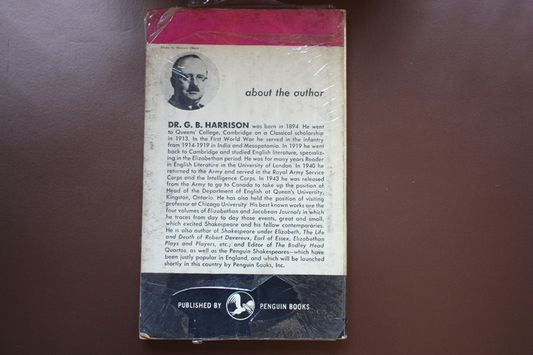 about the author
DR. G. B. HARRISON was born in 1894. He went
to Queens' College, Cambridge on a Classical scholarship
in 1913. In the First World War he served in the infantry
from 1914-1919 in India and Mesopotamia. In 1919 he went
back to Cambridge and studied English literature, specializ-
ing in the Elizabethan period. He was for many years Reader
in English Literature in the University of London. In 1940 he
returned to the Army and served in the Royal Army Service
Corps and the Intelligence Corps. In 1943 he was released
from the Army to go to Canada to take up the position of
Head of the Department of English at Queen's University,
Kingston, Ontario. He has also held the position of visiting
professor at Chicago University. His best known works are the
four volumes of Elizabethan and Jacobean Journals in which
he traces from day to day those events, great and small,
which excited Shakespeare and his fellow contemporaries.
He is also author of Shakespeare under Elizabeth, The Life
and Death of Robert Devereux, Earl of Essex, Elizabethan
Plays and Players, etc.; and Editor of The Bodley Head
Quartos, as well as the Penguin Shakespeares—which have
been justly popular in England, and which will be launched
shortly in this country by Penguin Books, Inc.
PUBLISHED BY PENGUIN BOOKS